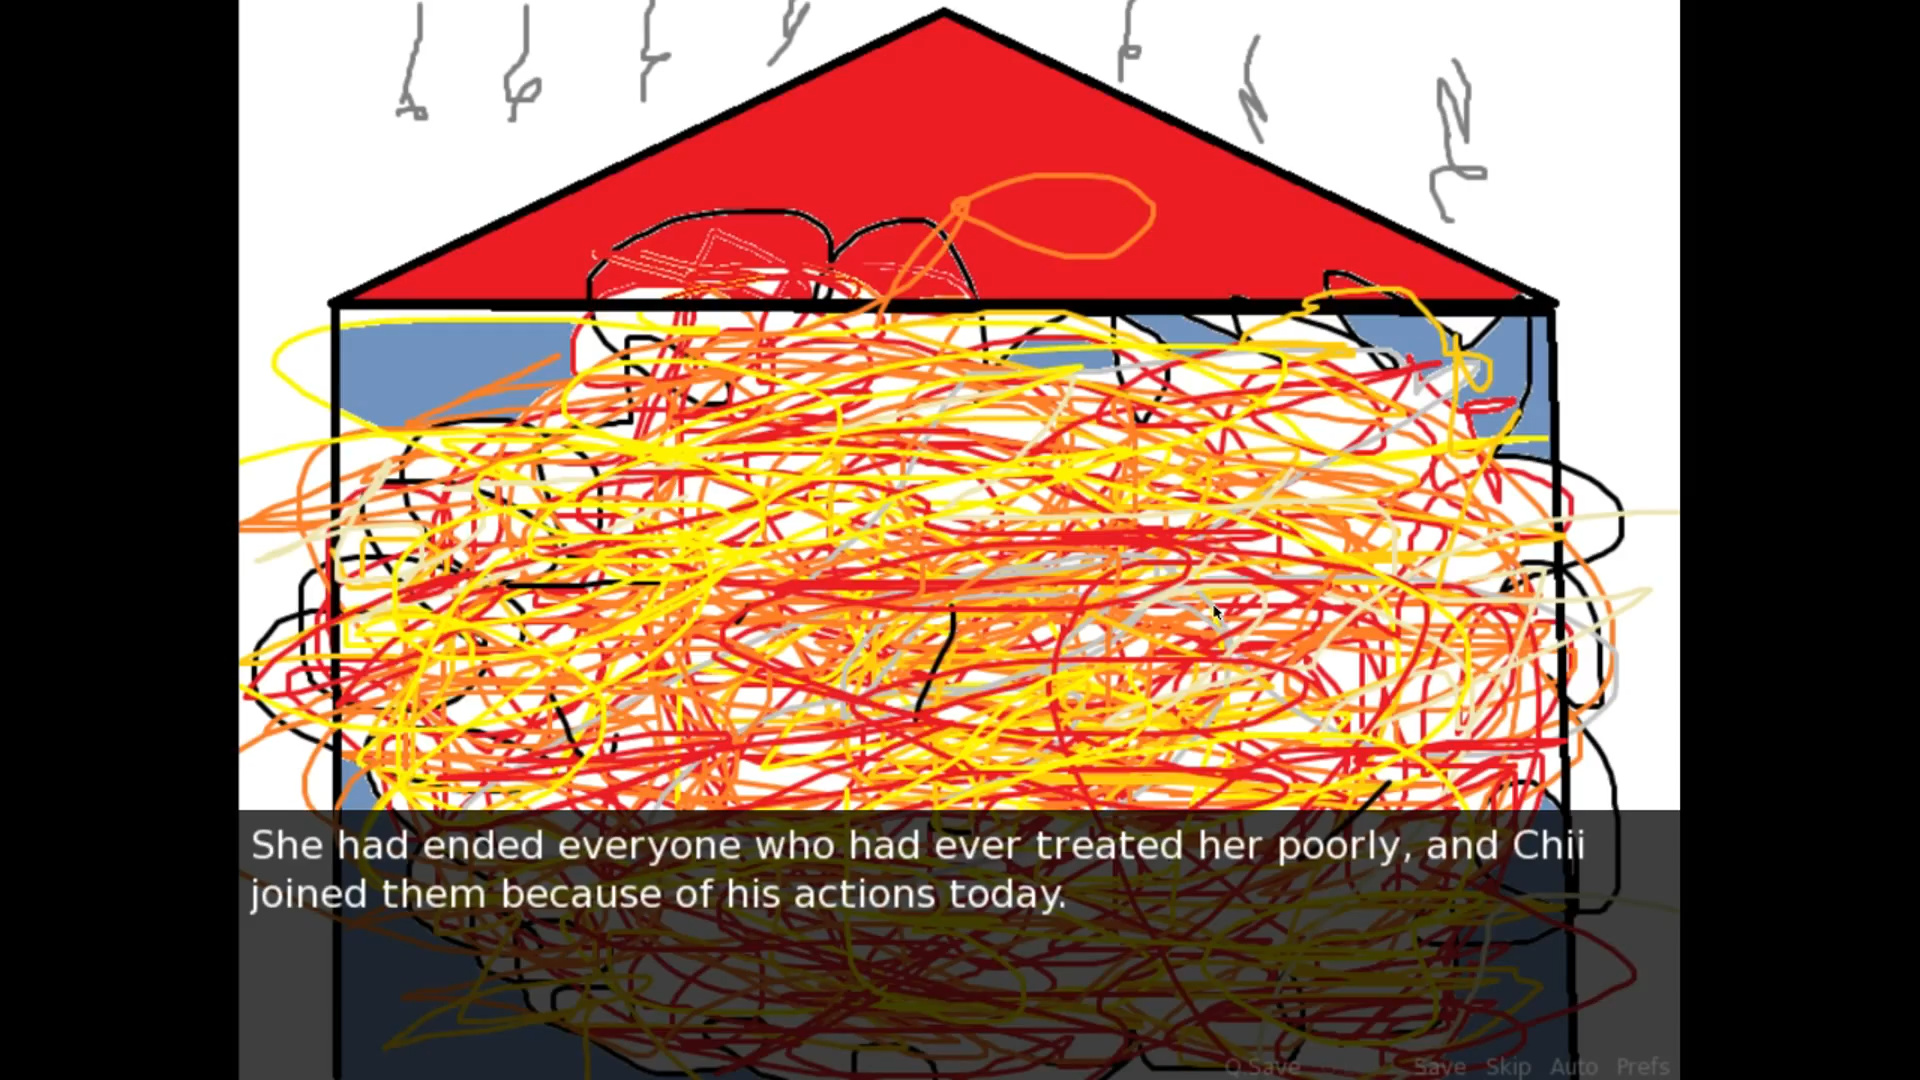 She had ended everyone who had ever treated her poorly, and Chii
joined them because of his actions today.
Q.Save Save Skip Auto Prefs